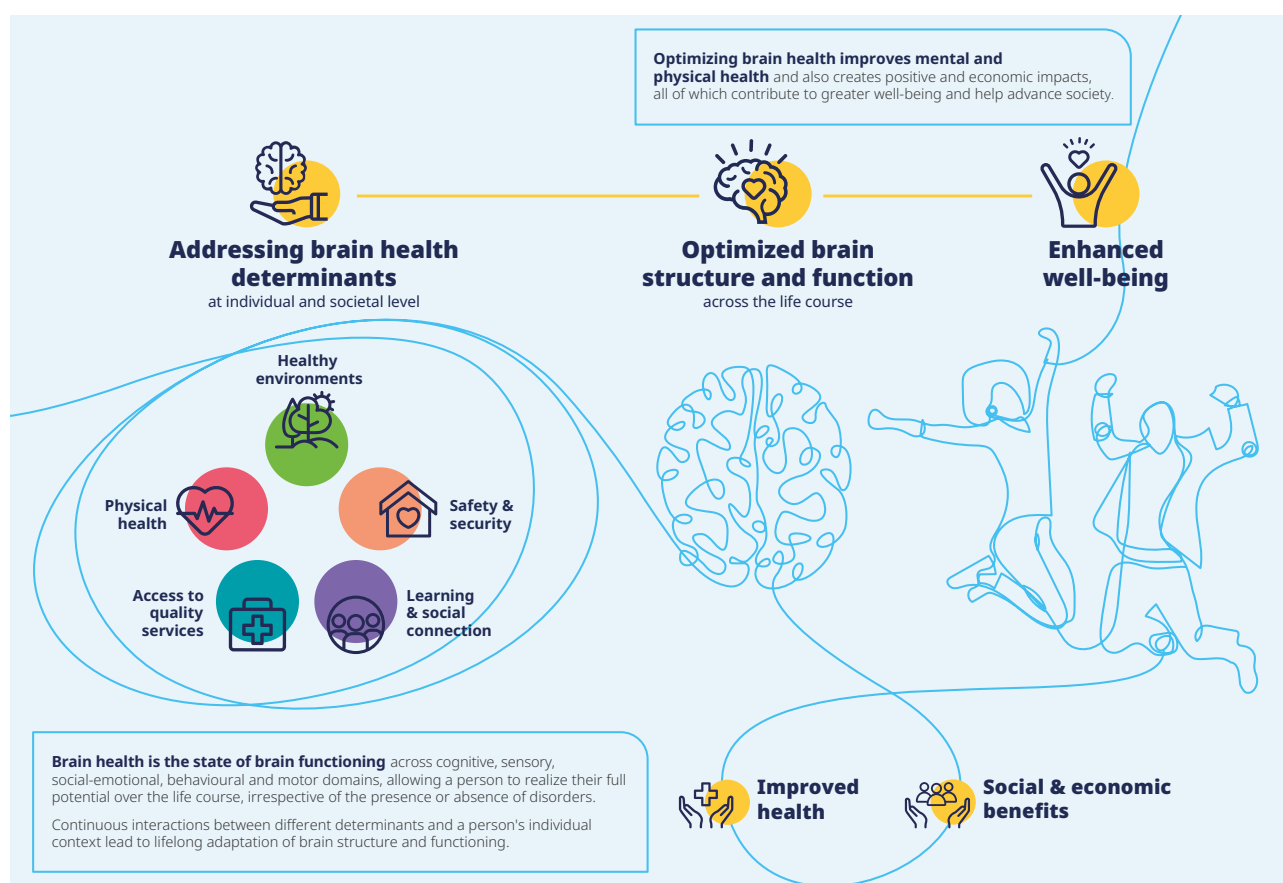 Optimizing brain health improves mental and
physical health and also creates positive and economic impacts,
all of which contribute to greater well-being and help advance society.
Addressing brain health
determinants
at individual and societal level
Optimized brain
structure and function
across the life course
Enhanced
well-being
Healthy
environments
Physical
health
Safety &
security
Access to
quality
services
Learning
& social
connection
Brain health is the state of brain functioning across cognitive, sensory,
social-emotional, behavioural and motor domains, allowing a person to realize their full
potential over the life course, irrespective of the presence or absence of disorders.
Continuous interactions between different determinants and a person's individual
context lead to lifelong adaptation of brain structure and functioning.
Improved
health
Social & economic
benefits